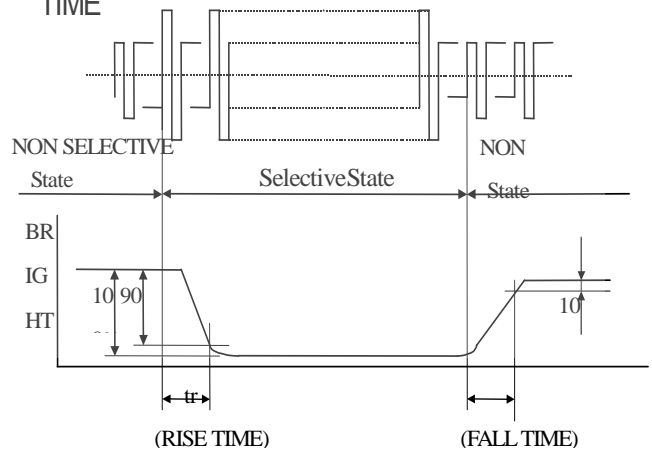 TIME
NON SELECTIVE
NON
State
SelectiveState
State
BR
IG
HT
10 90
10
tr
(RISE TIME)
(FALL TIME)